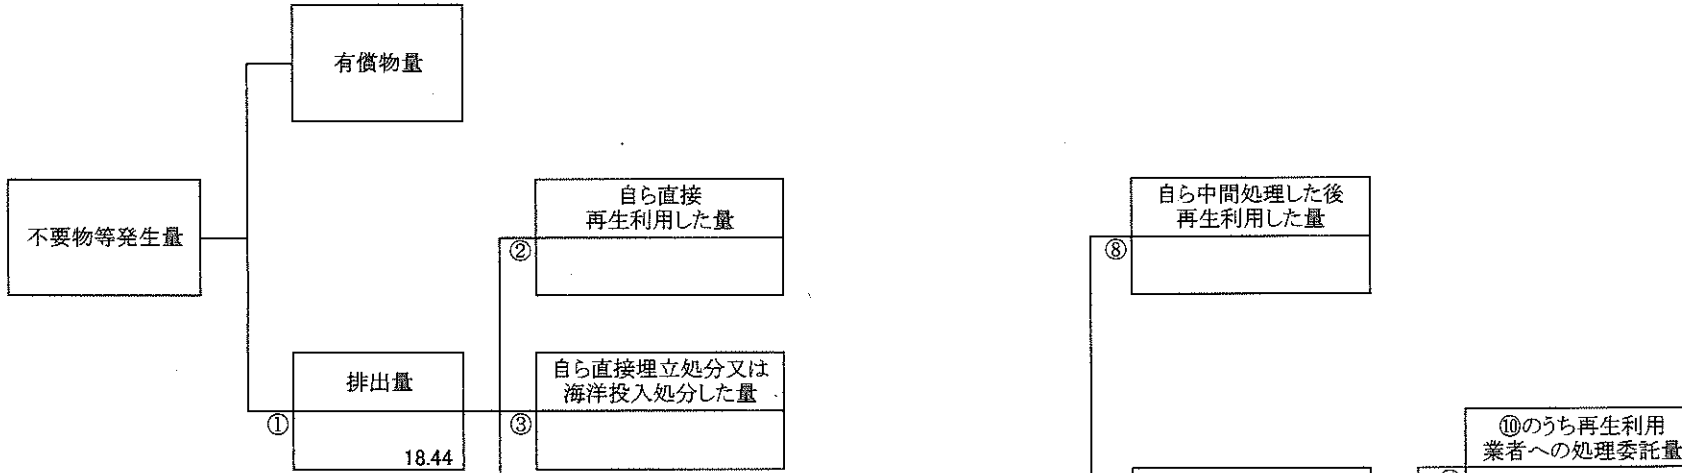 有償物量
不要物等発生量
自ら直接
再生利用した量
②
自ら中間処理した後
再生利用した量
⑧
排出量
①
18.44
自ら直接埋立処分又は
海洋投入処分した量
③
⑩のうち再生利用
業者への処理委託量